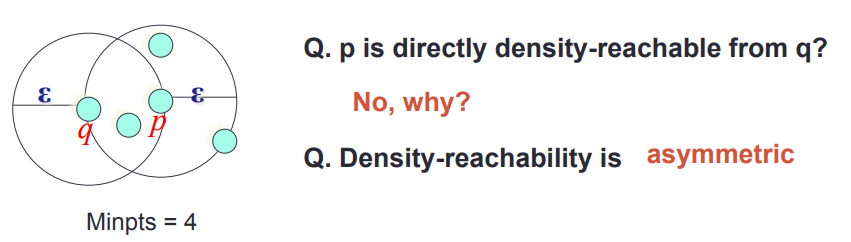 Q. p is directly density-reachable from q?
ε
ε
No, why?
q
p
Q. Density-reachability is asymmetric
Minpts = 4